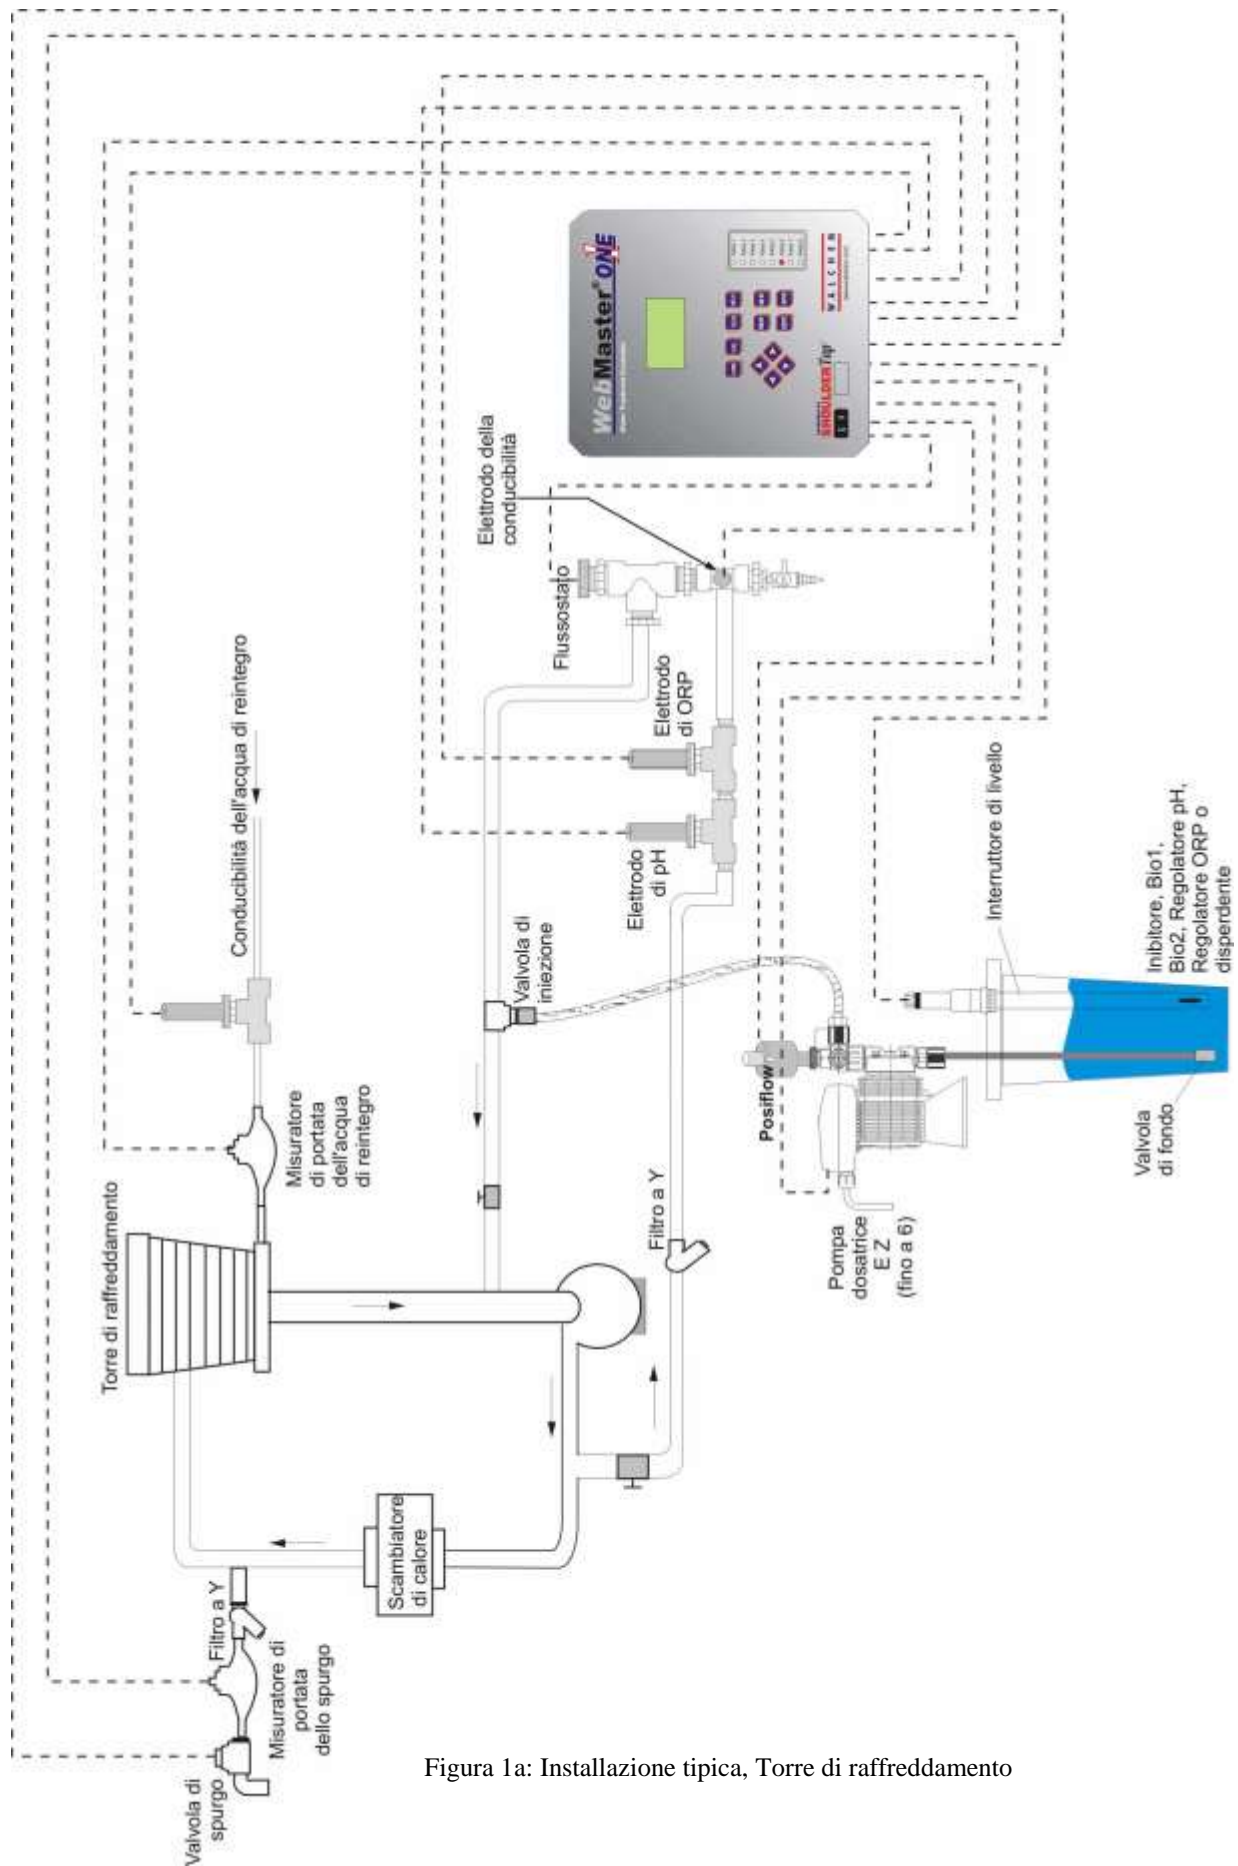 Valvola di
spurgo
Misuratore di
portata
dello spurgo
Filtro a Y
Scambiatore
di calore
Torre di raffreddamento
Misuratore
di portata
dell'acqua
di reintegro
Conducibilità dell'acqua di reintegro
Filtro a Y
Valvola di
iniezione
Elettrodo
di pH
Elettrodo
di ORP
Flussostato
Elettrodo della
conducibilità
WebMaster® ONE
WALCHEM
SHOULDERTap
Pompa
dosatrice
E Z
(fino a 6)
Posiflow
Valvola
di fondo
Interruttore di livello
Inibitore, Bio1,
Bio2, Regolatore pH,
Regolatore ORP o
disperdente
Figura 1a: Installazione tipica, Torre di raffreddamento